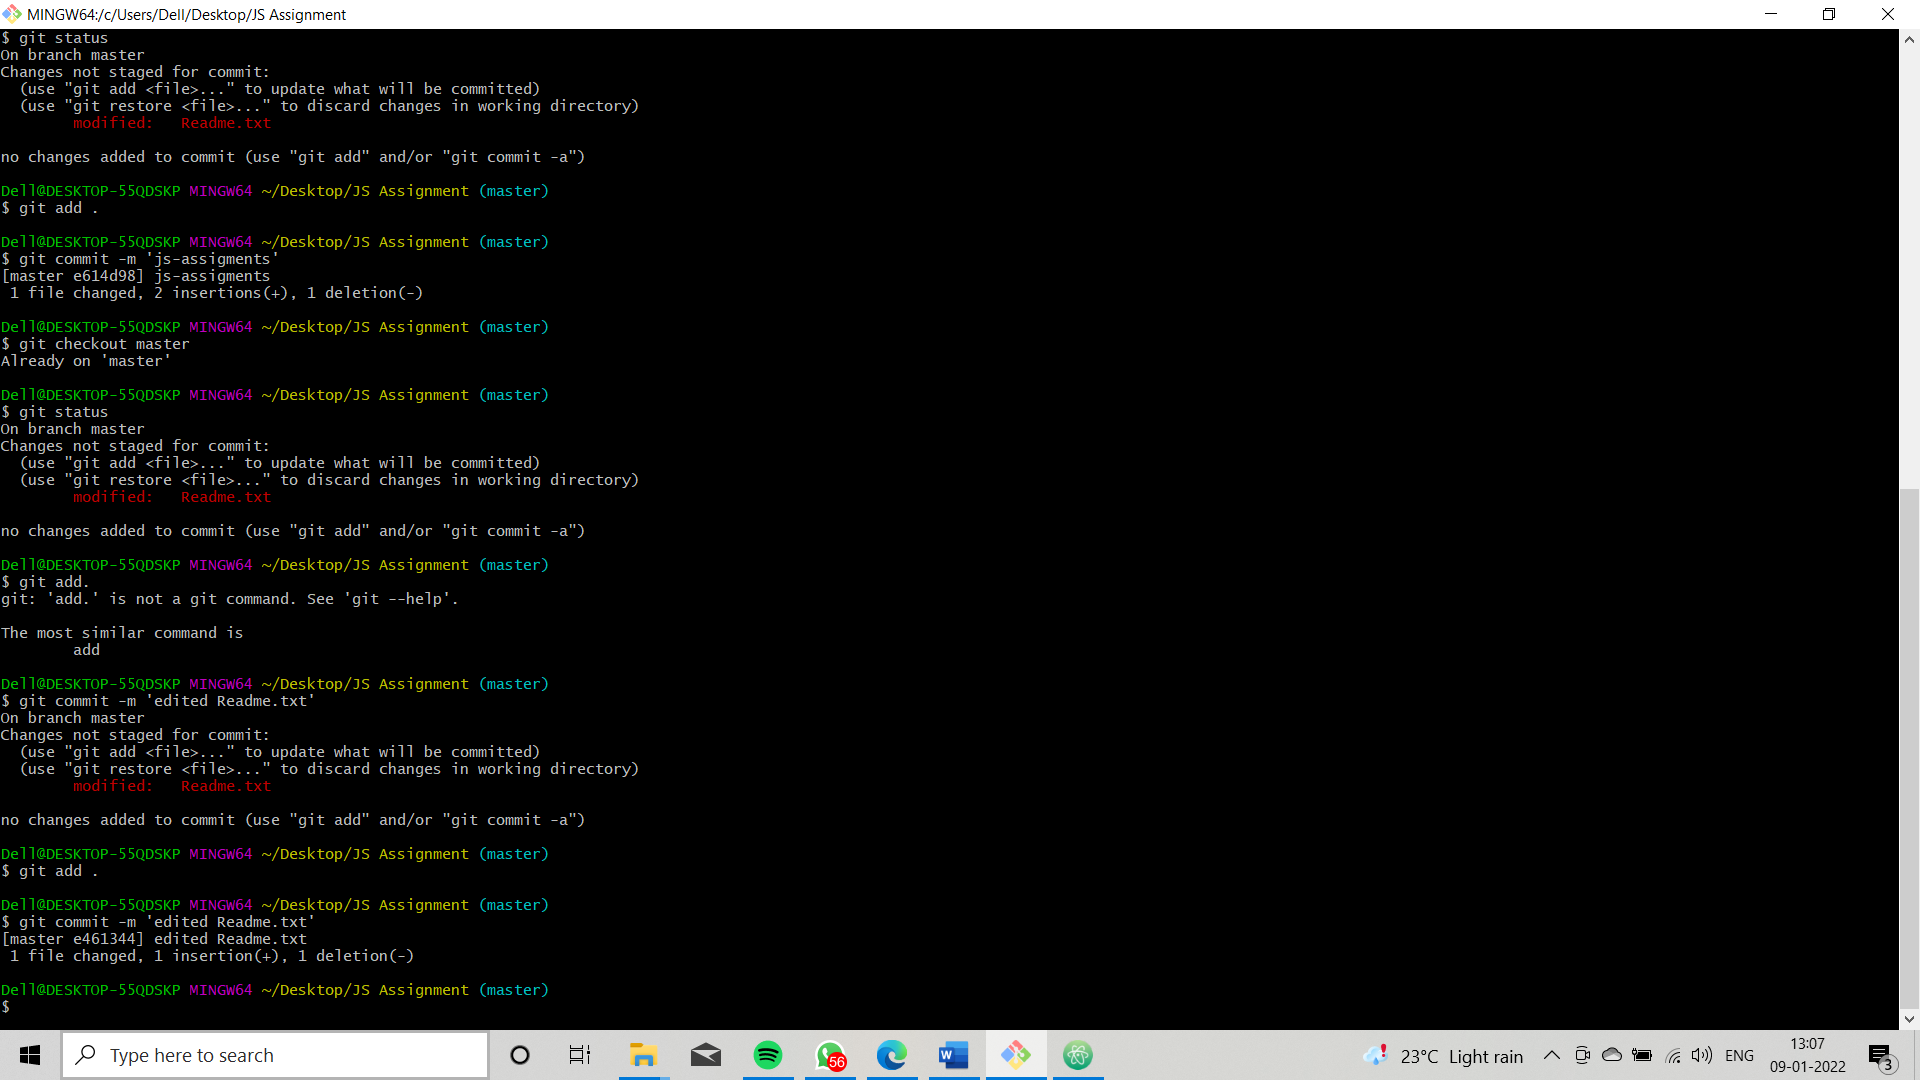 MINGW64:/c/Users/Dell/Desktop/JS Assignment
$ git status
On branch master
Changes not staged for commit:
  (use "git add <file>..." to update what will be committed)
  (use "git restore <file>..." to discard changes in working directory)
        modified:   Readme.txt

no changes added to commit (use "git add" and/or "git commit -a")

Dell@DESKTOP-55QDSKP MINGW64 ~/Desktop/JS Assignment (master)
$ git add .

Dell@DESKTOP-55QDSKP MINGW64 ~/Desktop/JS Assignment (master)
$ git commit -m 'js-assigments'
[master e614d98] js-assigments
 1 file changed, 2 insertions(+), 1 deletion(-)

Dell@DESKTOP-55QDSKP MINGW64 ~/Desktop/JS Assignment (master)
$ git checkout master
Already on 'master'

Dell@DESKTOP-55QDSKP MINGW64 ~/Desktop/JS Assignment (master)
$ git status
On branch master
Changes not staged for commit:
  (use "git add <file>..." to update what will be committed)
  (use "git restore <file>..." to discard changes in working directory)
        modified:   Readme.txt

no changes added to commit (use "git add" and/or "git commit -a")

Dell@DESKTOP-55QDSKP MINGW64 ~/Desktop/JS Assignment (master)
$ git add.
git: 'add.' is not a git command. See 'git --help'.

The most similar command is
        add

Dell@DESKTOP-55QDSKP MINGW64 ~/Desktop/JS Assignment (master)
$ git commit -m 'edited Readme.txt'
On branch master
Changes not staged for commit:
  (use "git add <file>..." to update what will be committed)
  (use "git restore <file>..." to discard changes in working directory)
        modified:   Readme.txt

no changes added to commit (use "git add" and/or "git commit -a")

Dell@DESKTOP-55QDSKP MINGW64 ~/Desktop/JS Assignment (master)
$ git add .

Dell@DESKTOP-55QDSKP MINGW64 ~/Desktop/JS Assignment (master)
$ git commit -m 'edited Readme.txt'
[master e461344] edited Readme.txt
 1 file changed, 1 insertion(+), 1 deletion(-)

Dell@DESKTOP-55QDSKP MINGW64 ~/Desktop/JS Assignment (master)
$
Type here to search
56
W
23°C Light rain
ENG
13:07
09-01-2022
3